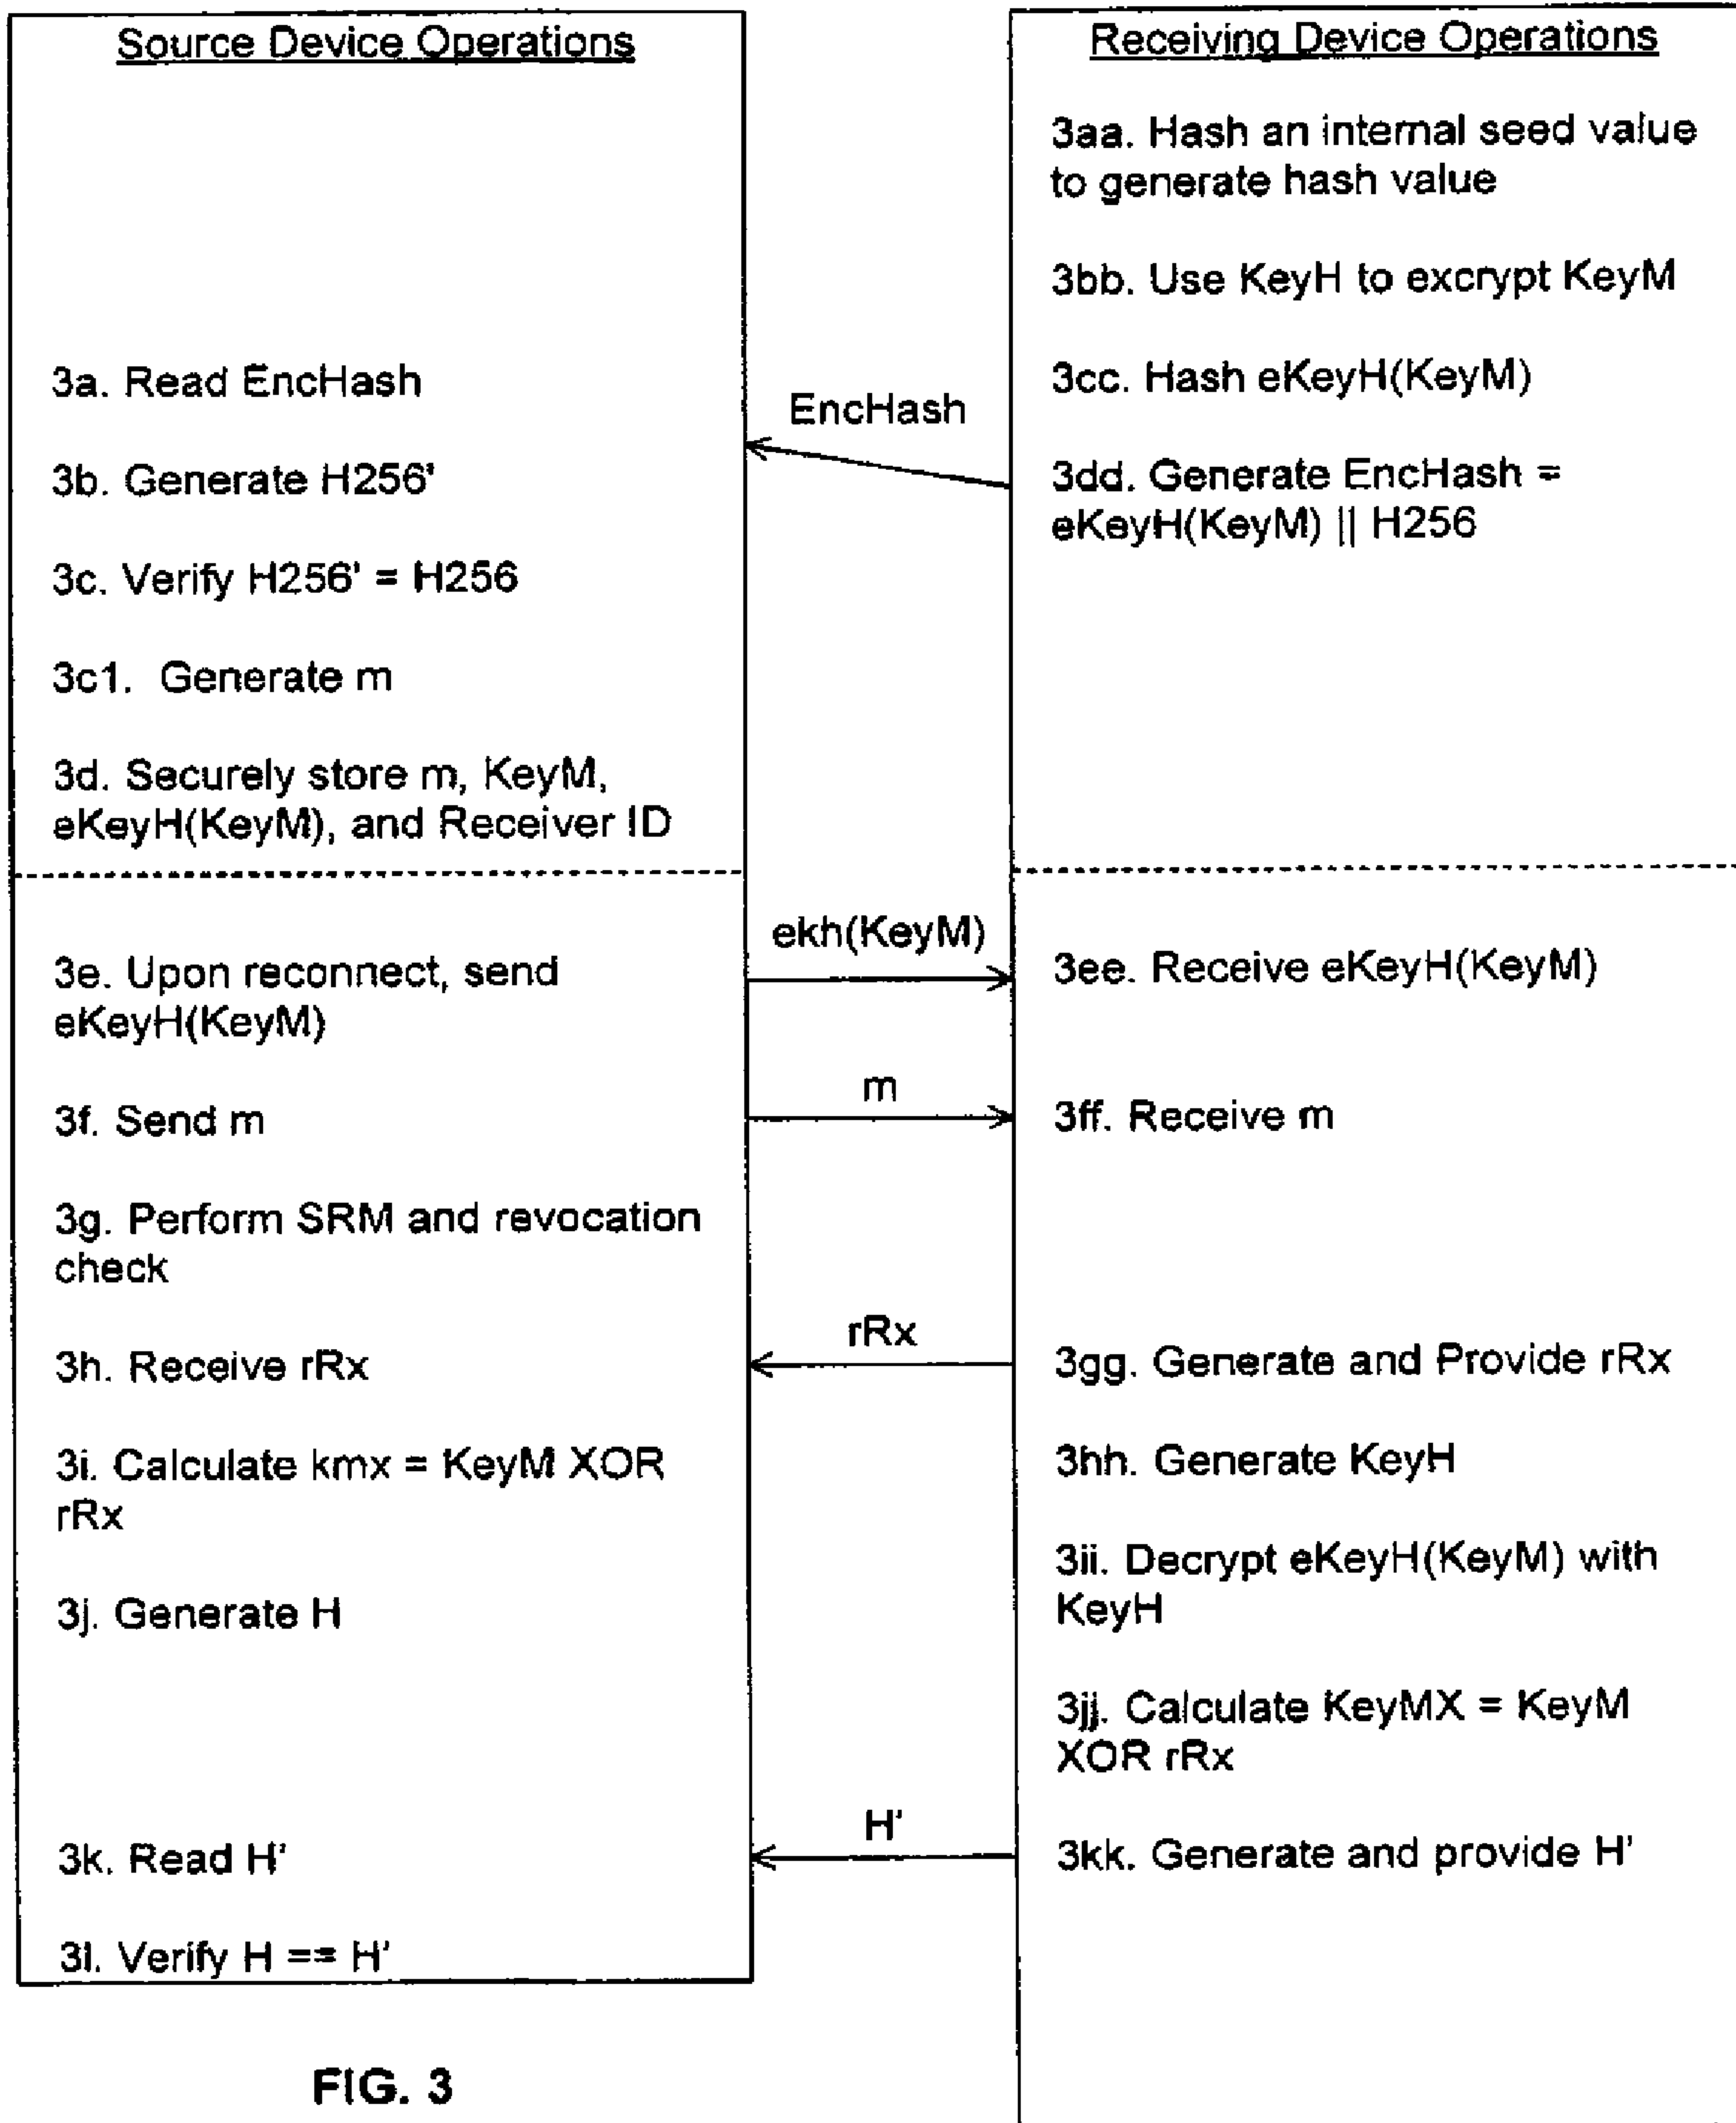 Source Device Operations
3a. Read EncHash
3b. Generate H256'
3c. Verify H256' = H256
3c1. Generate m
3d. Securely store m, KeyM,
eKeyH(KeyM), and Receiver ID
3e. Upon reconnect, send
eKeyH(KeyM)
3f. Send m
3g. Perform SRM and revocation
check
3h. Receive rRx
3i. Calculate kmx = KeyM XOR
rRx
3j. Generate H
3k. Read H'
3l. Verify H == H'
EncHash
ekh(KeyM)
m
rRx
H'
Receiving Device Operations
3aa. Hash an internal seed value
to generate hash value
3bb. Use KeyH to excrypt KeyM
3cc. Hash eKeyH(KeyM)
3dd. Generate EncHash =
eKeyH(KeyM) || H256
3ee. Receive eKeyH(KeyM)
3ff. Receive m
3gg. Generate and Provide rRx
3hh. Generate KeyH
3ii. Decrypt eKeyH(KeyM) with
KeyH
3jj. Calculate KeyMX = KeyM
XOR rRx
3kk. Generate and provide H'
FIG. 3